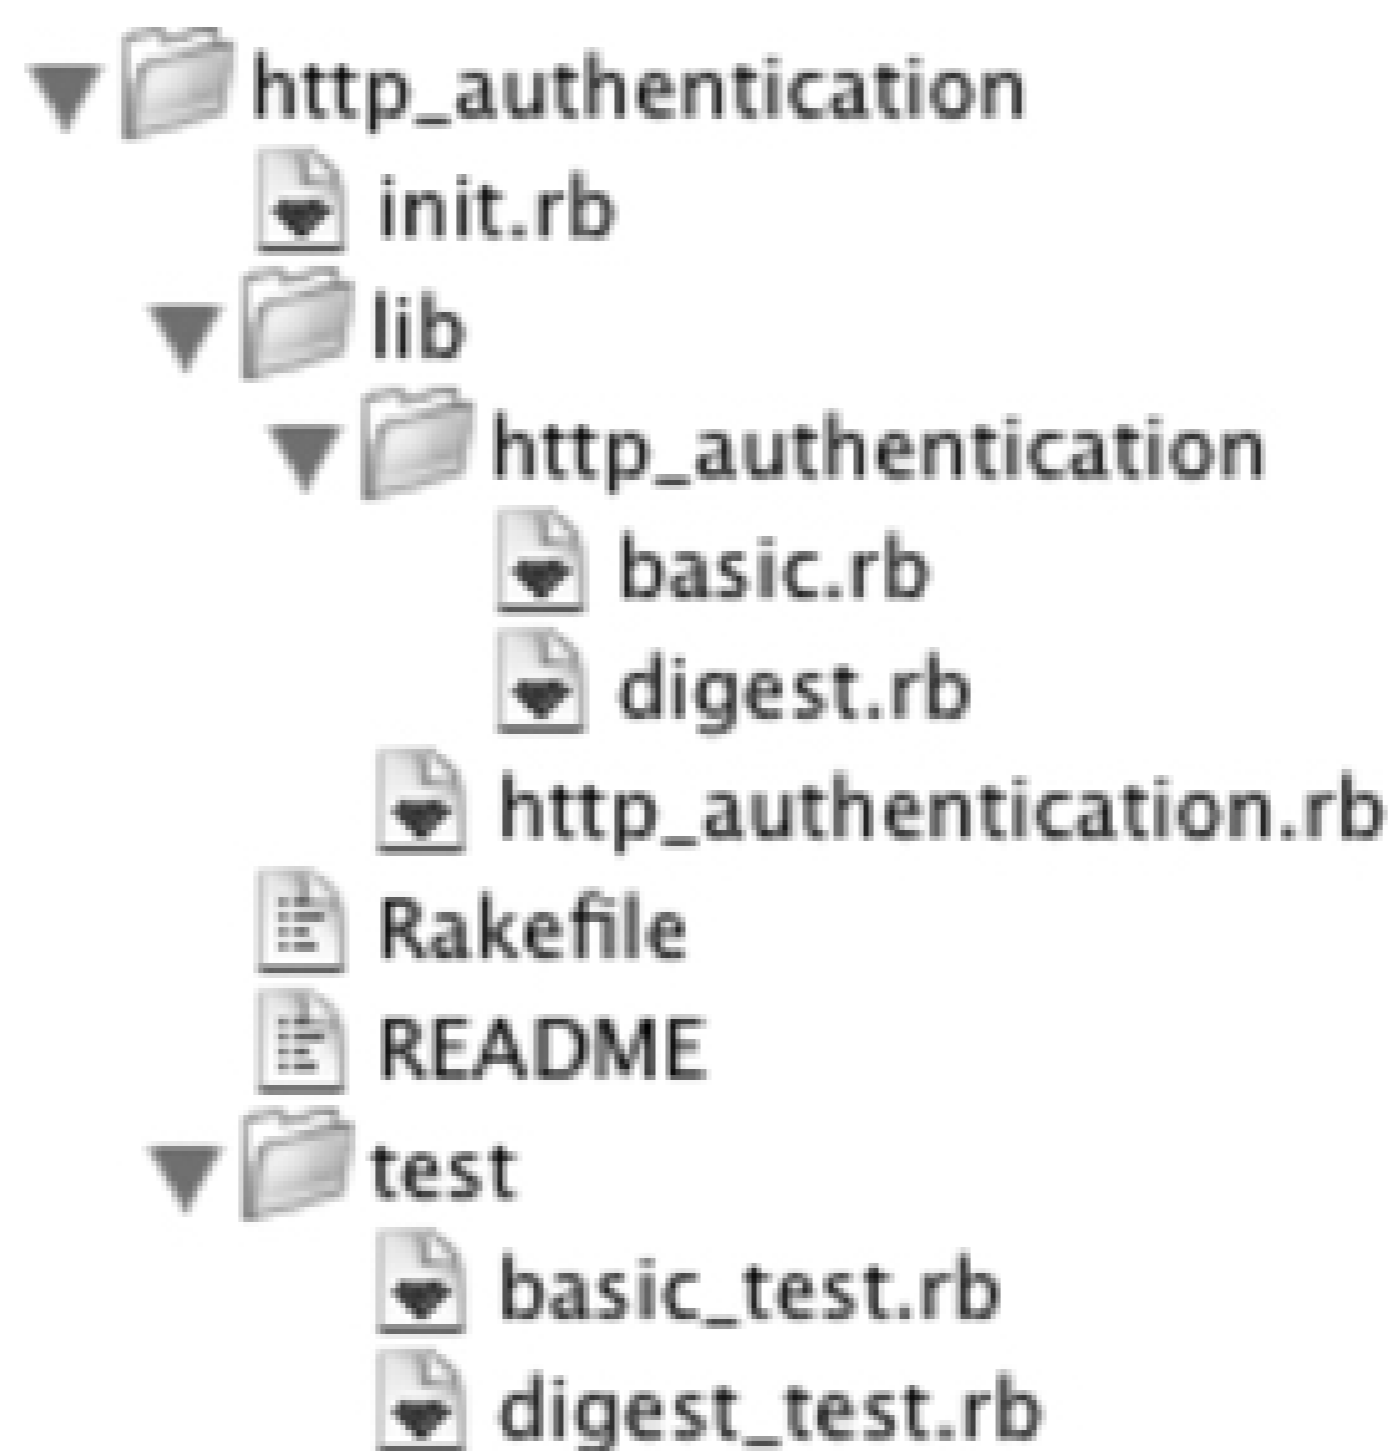 http_authentication
init.rb
lib
http_authentication
basic.rb
digest.rb
http_authentication.rb
Rakefile
README
test
basic_test.rb
digest_test.rb